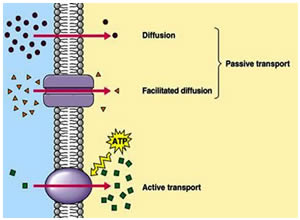 Diffusion
Passive transport
Facilitated diffusion
ATP
Active transport